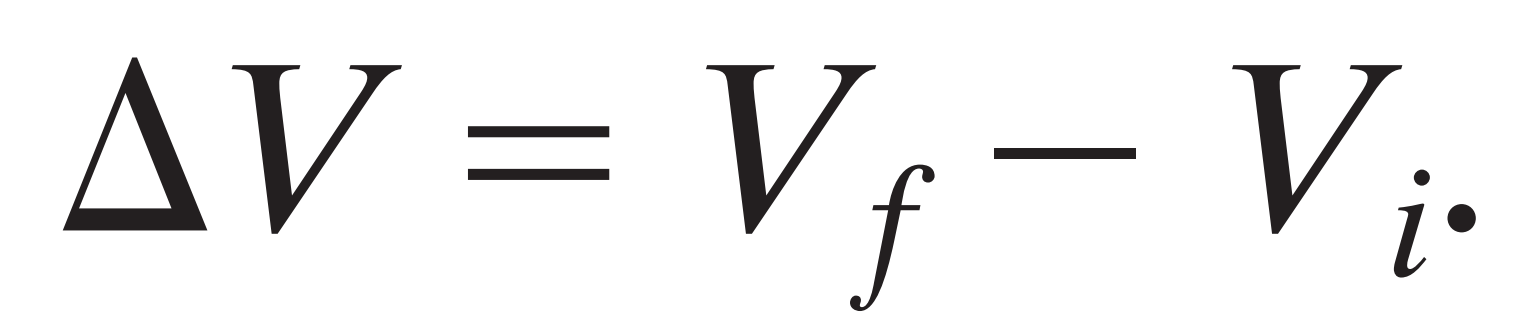 ΔV = V_f − V_i.